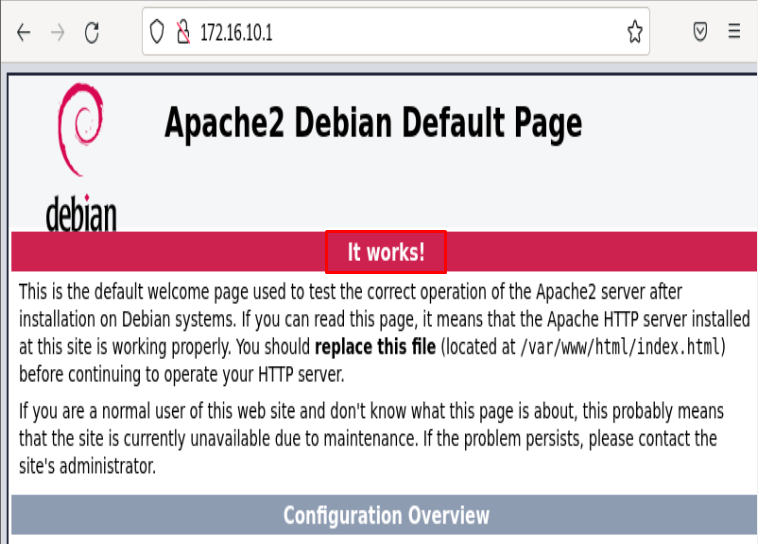 172.16.10.1
Apache2 Debian Default Page
debian
It works!
This is the default welcome page used to test the correct operation of the Apache2 server after
installation on Debian systems. If you can read this page, it means that the Apache HTTP server installed
at this site is working properly. You should replace this file (located at /var/www/html/index.html)
before continuing to operate your HTTP server.
If you are a normal user of this web site and don't know what this page is about, this probably means
that the site is currently unavailable due to maintenance. If the problem persists, please contact the
site's administrator.
Configuration Overview